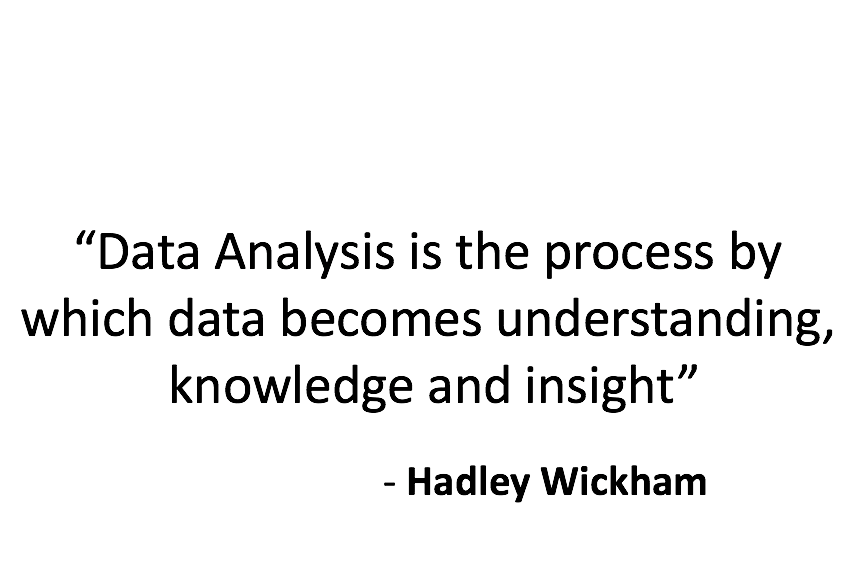 “Data Analysis is the process by
which data becomes understanding,
knowledge and insight”
- Hadley Wickham